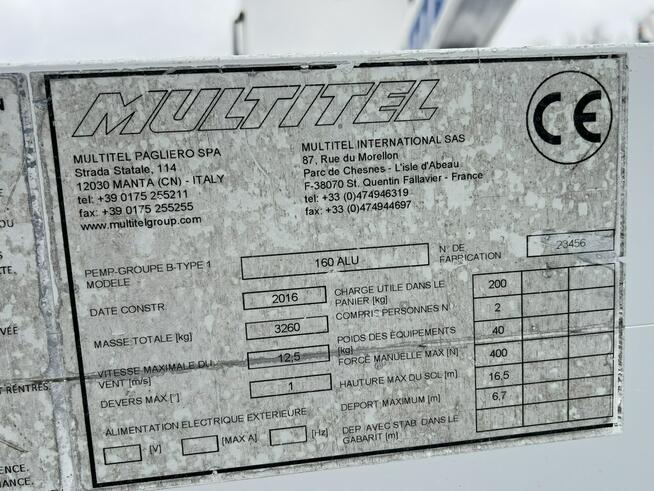 MULTITEL
MULTITEL PAGLIERO SPA
Strada Statale, 114
12030 MANTA (CN) - ITALY
tel: +39 0175 255211
fax: +39 0175 255255
www.multitelgroup.com
MULTITEL INTERNATIONAL SAS
87, Rue du Morellon
Parc de Chesnes - L'isle d'Abeau
F-38070 St. Quentin Fallavier - France
tel: +33 (0)474946319
fax: +33 (0)474944697
CE
PEMP-GROUPE B-TYPE 1
MODELE
160 ALU
N° DE
FABRICATION
23456
DATE CONSTR.
2016
MASSE TOTALE [kg]
3260
VITESSE MAXIMALE DU
VENT [m/s]
12,5
DEVERS MAX.[°]
1
ALIMENTATION ELECTRIQUE EXTERIEURE
[V]
[MAX A]
[Hz]
CHARGE UTILE DANS LE
PANIER [kg]
200
COMPRIS PERSONNES N°
2
POIDS DES ÉQUIPEMENTS
[kg]
40
FORCE MANUELLE MAX [N]
400
HAUTEUR MAX DU SOL [m]
16,5
DEPORT MAXIMUM [m]
6,7
DEP. AVEC STAB. DANS LE
GABARIT [m]